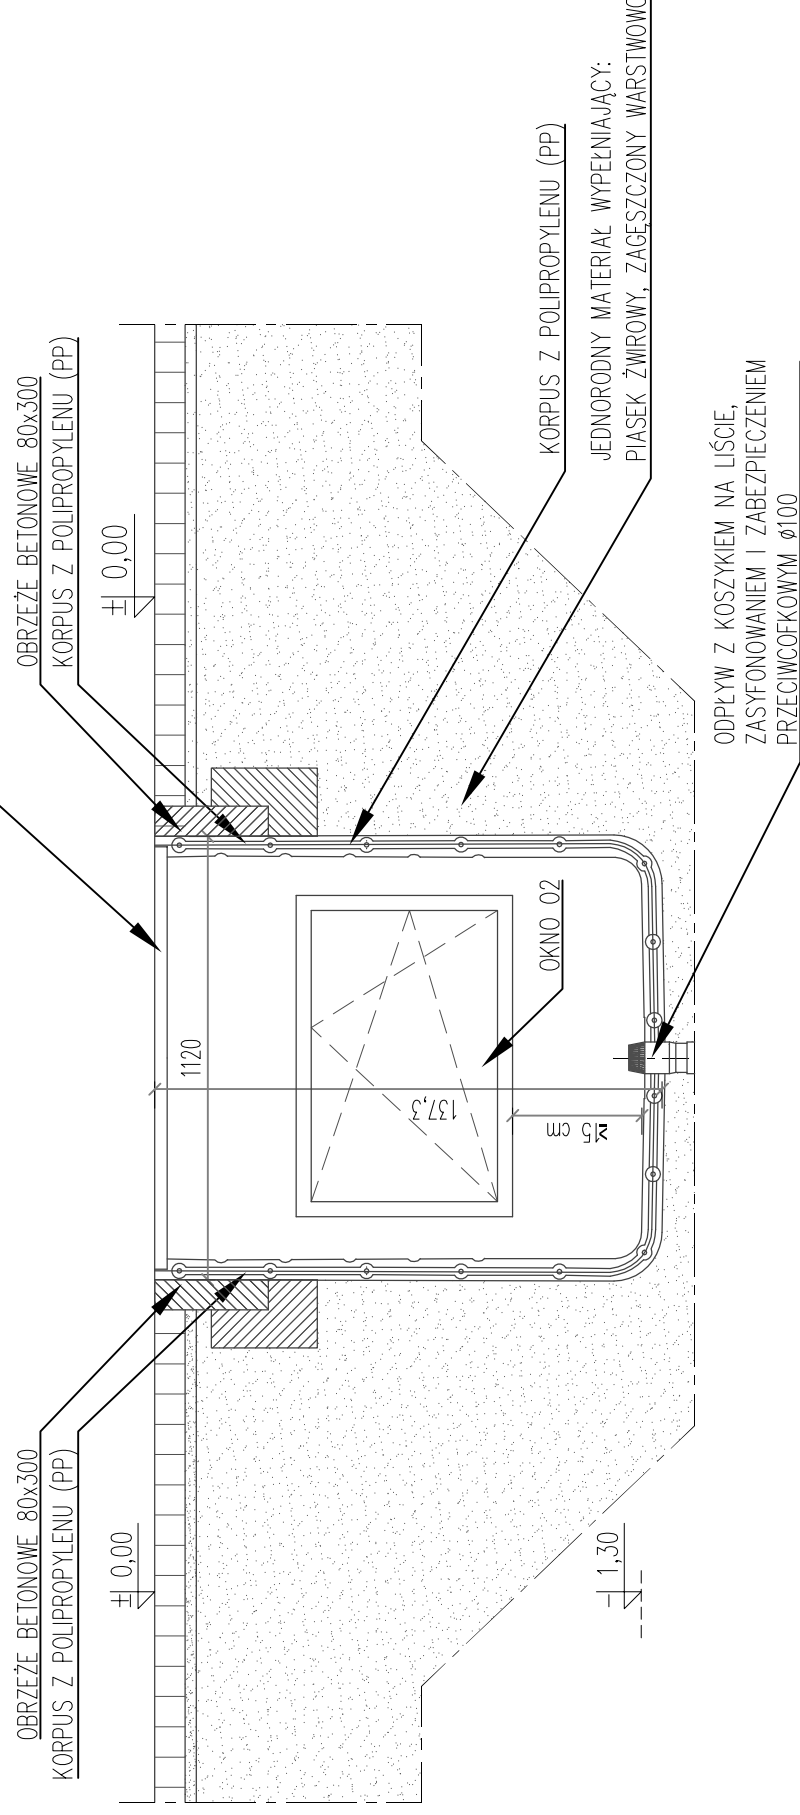 OBRZEŻE BETONOWE 80x300
KORPUS Z POLIPROPYLENU (PP)
± 0,00
OBRZEŻE BETONOWE 80x300
KORPUS Z POLIPROPYLENU (PP)
± 0,00
1120
137,3
≥15 cm
OKNO 02
KORPUS Z POLIPROPYLENU (PP)
JEDNORODNY MATERIAŁ WYPEŁNIAJĄCY:
PIASEK ŻWIROWY, ZAGĘSZCZONY WARSTWOWO
- 1,30
ODPŁYW Z KOSZYKIEM NA LIŚCIE,
ZASYFONOWANIEM I ZABEZPIECZENIEM
PRZECIWCOFKOWYM ø100